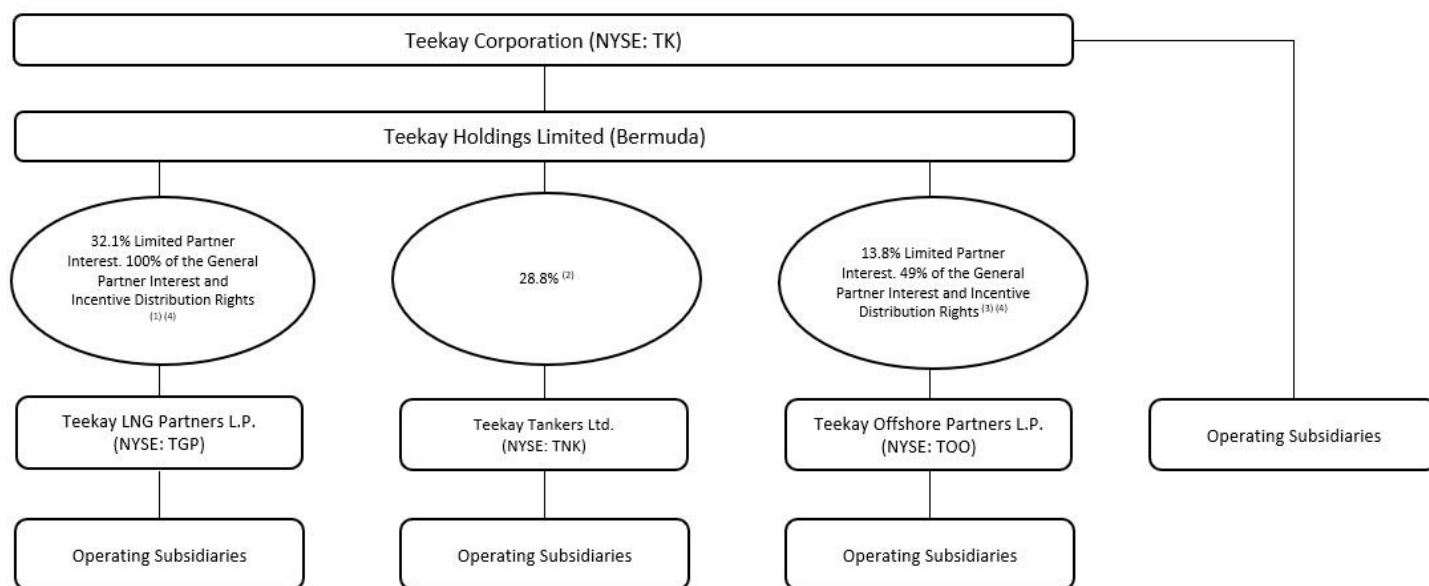 Teekay Corporation (NYSE: TK)
Teekay Holdings Limited (Bermuda)
32.1% Limited Partner
Interest. 100% of the General
Partner Interest and
Incentive Distribution Rights
(1) (4)
28.8% (2)
13.8% Limited Partner
Interest. 49% of the General
Partner Interest and Incentive
Distribution Rights (3) (4)
Teekay LNG Partners L.P.
(NYSE: TGP)
Teekay Tankers Ltd.
(NYSE: TNK)
Teekay Offshore Partners L.P.
(NYSE: TOO)
Operating Subsidiaries
Operating Subsidiaries
Operating Subsidiaries
Operating Subsidiaries